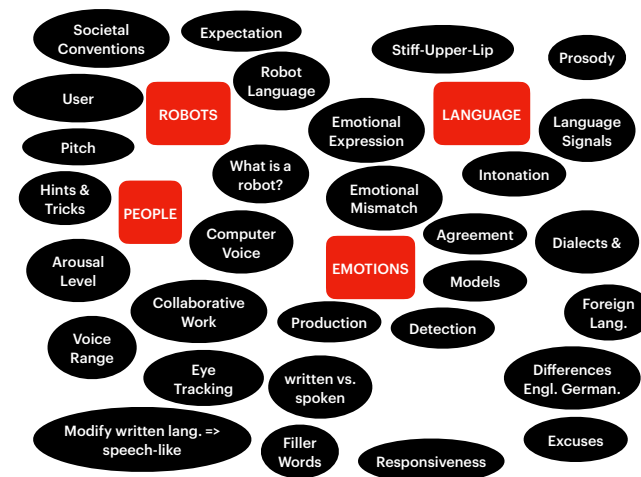 Societal
Conventions
Expectation
Stiff-Upper-Lip
Prosody
Robot
Language
User
ROBOTS
LANGUAGE
Emotional
Expression
Language
Signals
Pitch
What is a
robot?
Intonation
Hints &
Tricks
PEOPLE
Emotional
Mismatch
Computer
Voice
Agreement
Dialects &
Arousal
Level
EMOTIONS
Models
Collaborative
Work
Production
Detection
Foreign
Lang.
Voice
Range
Eye
Tracking
written vs.
spoken
Differences
Engl. German.
Modify written lang. =>
speech-like
Filler
Words
Responsiveness
Excuses